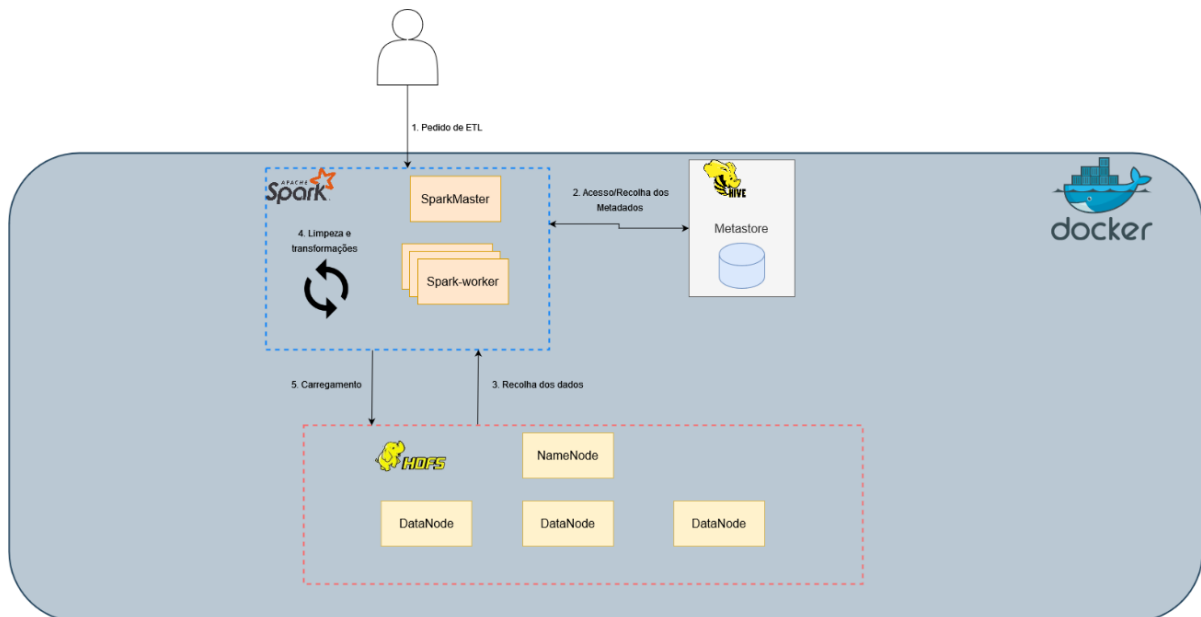 1. Pedido de ETL
APACHE
Spark
SparkMaster
2. Acesso/Recolha dos
Metadados
HIVE
Metastore
docker
4. Limpeza e
transformações
Spark-worker
5. Carregamento
3. Recolha dos dados
HDFS
NameNode
DataNode
DataNode
DataNode